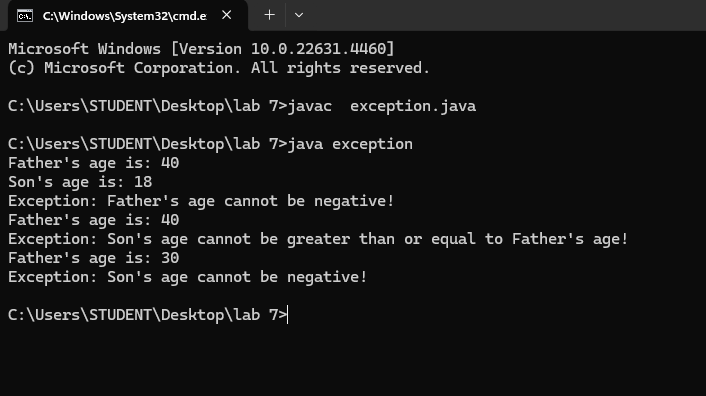 C:\Windows\System32\cmd.e
Microsoft Windows [Version 10.0.22631.4460]
(c) Microsoft Corporation. All rights reserved.
C:\Users\STUDENT\Desktop\lab 7>javac  exception.java
C:\Users\STUDENT\Desktop\lab 7>java exception
Father's age is: 40
Son's age is: 18
Exception: Father's age cannot be negative!
Father's age is: 40
Exception: Son's age cannot be greater than or equal to Father's age!
Father's age is: 30
Exception: Son's age cannot be negative!
C:\Users\STUDENT\Desktop\lab 7>